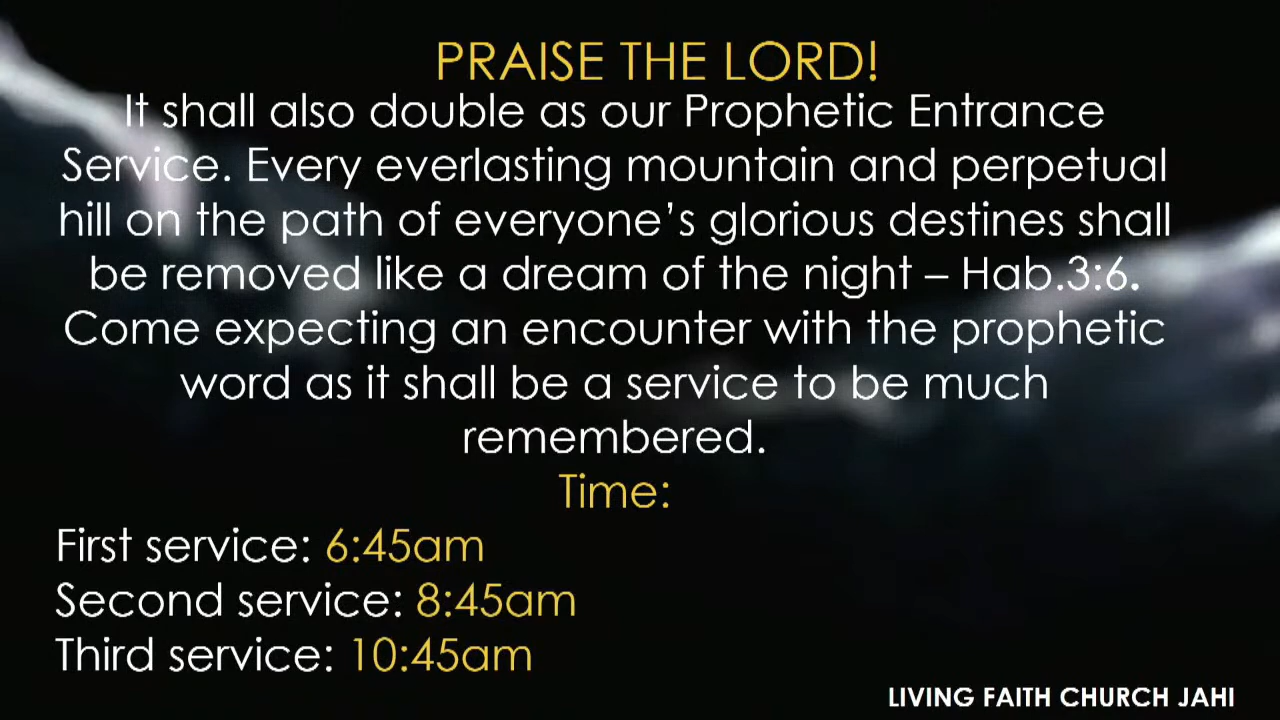 PRAISE THE LORD!
It shall also double as our Prophetic Entrance
Service. Every everlasting mountain and perpetual
hill on the path of everyone’s glorious destines shall
be removed like a dream of the night – Hab.3:6.
Come expecting an encounter with the prophetic
word as it shall be a service to be much
remembered.
Time:
First service: 6:45am
Second service: 8:45am
Third service: 10:45am
LIVING FAITH CHURCH JAHI